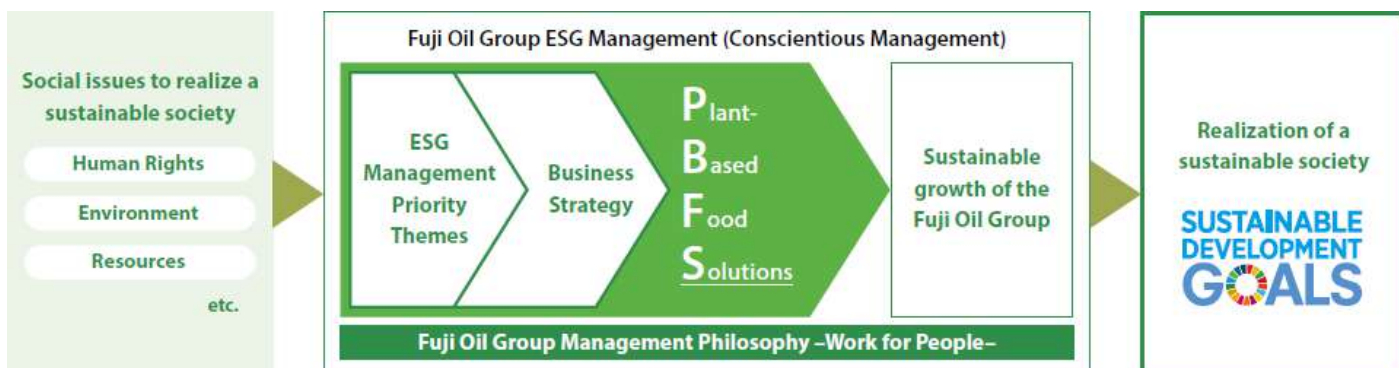 Social issues to realize a
sustainable society
Human Rights
Environment
Resources
etc.
Fuji Oil Group ESG Management (Conscientious Management)
ESG
Management
Priority
Themes
Business
Strategy
Plant-
Based
Food
Solutions
Sustainable
growth of the
Fuji Oil Group
Fuji Oil Group Management Philosophy –Work for People–
Realization of a
sustainable society
SUSTAINABLE
DEVELOPMENT
GOALS